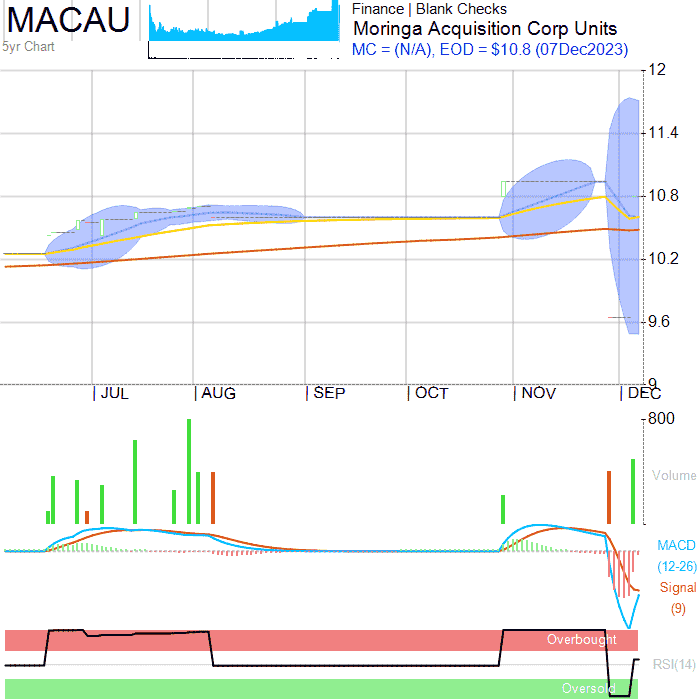 MACAU
5yr Chart
Finance | Blank Checks
Moringa Acquisition Corp Units
MC = (N/A), EOD = $10.8 (07Dec2023)
12
11.4
10.8
10.2
9.6
9
JUL AUG SEP OCT NOV DEC
800
Volume
MACD
(12-26)
Signal
(9)
Overbought
RSI(14)
Oversold